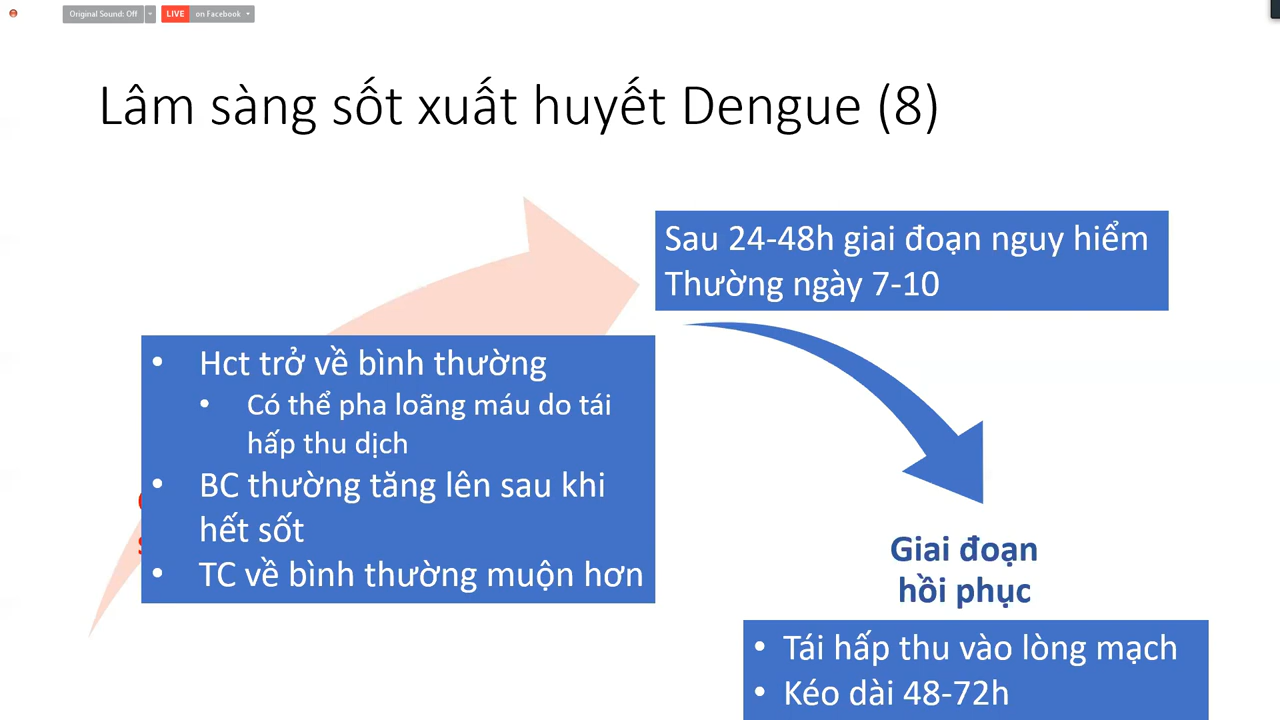 Original Sound: Off
LIVE on Facebook
Lâm sàng sốt xuất huyết Dengue (8)
Sau 24-48h giai đoạn nguy hiểm
Thường ngày 7-10
• Hct trở về bình thường
• Có thể pha loãng máu do tái
hấp thu dịch
• BC thường tăng lên sau khi
hết sốt
• TC về bình thường muộn hơn
Giai đoạn
hồi phục
• Tái hấp thu vào lòng mạch
• Kéo dài 48-72h